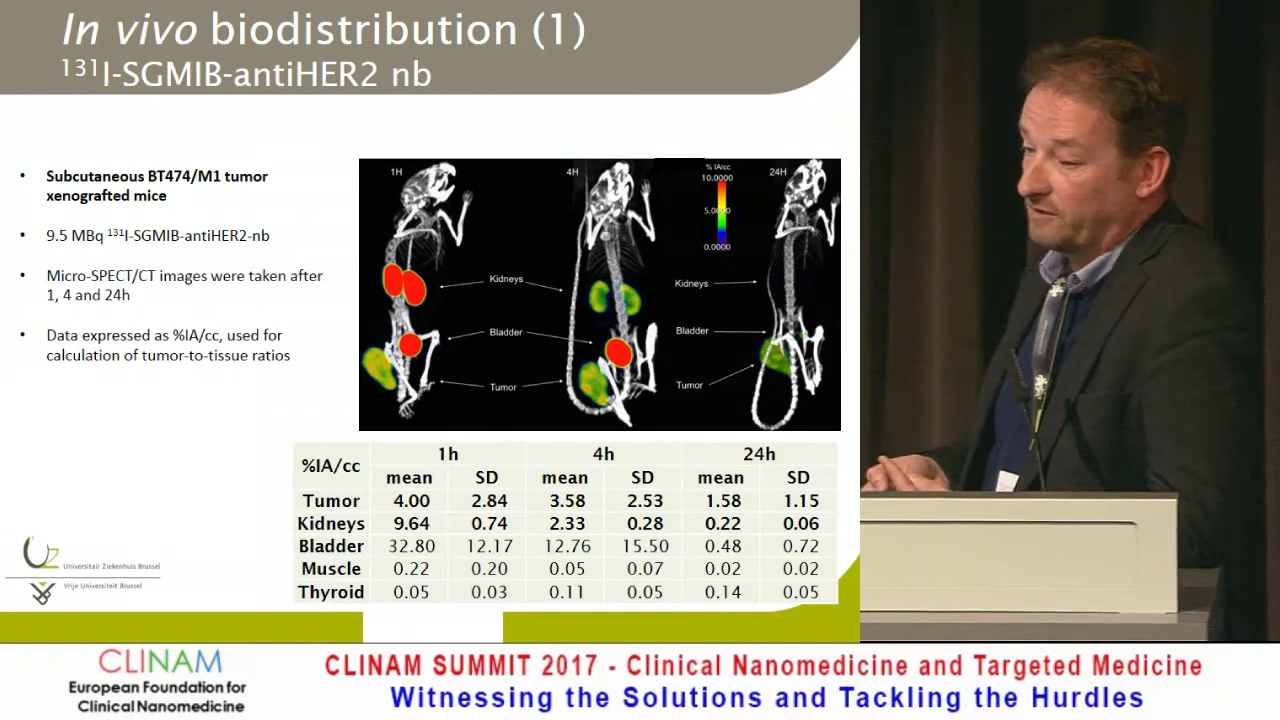 In vivo biodistribution (1)
¹³¹I-SGMIB-antiHER2 nb
• Subcutaneous BT474/M1 tumor
xenografted mice
• 9.5 MBq ¹³¹I-SGMIB-antiHER2-nb
• Micro-SPECT/CT images were taken after
1, 4 and 24h
• Data expressed as %IA/cc, used for
calculation of tumor-to-tissue ratios
1H 4H % IA/cc 24H
10.0000
5.0000
0.0000
Kidneys Kidneys
Bladder Bladder
Tumor Tumor
%IA/cc 1h 4h 24h
mean SD mean SD mean SD
Tumor 4.00 2.84 3.58 2.53 1.58 1.15
Kidneys 9.64 0.74 2.33 0.28 0.22 0.06
Bladder 32.80 12.17 12.76 15.50 0.48 0.72
Muscle 0.22 0.20 0.05 0.07 0.02 0.02
Thyroid 0.05 0.03 0.11 0.05 0.14 0.05
Universitair Ziekenhuis Brussel
Vrije Universiteit Brussel
CLINAM
European Foundation for
Clinical Nanomedicine
CLINAM SUMMIT 2017 - Clinical Nanomedicine and Targeted Medicine
Witnessing the Solutions and Tackling the Hurdles